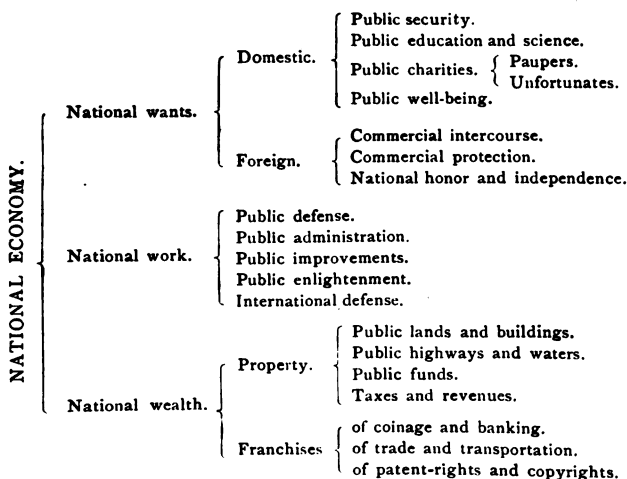 NATIONAL ECONOMY.
National wants.
Domestic.
Public security.
Public education and science.
Public charities.
Paupers.
Unfortunates.
Public well-being.
Foreign.
Commercial intercourse.
Commercial protection.
National honor and independence.
National work.
Public defense.
Public administration.
Public improvements.
Public enlightenment.
International defense.
National wealth.
Property.
Public lands and buildings.
Public highways and waters.
Public funds.
Taxes and revenues.
Franchises
of coinage and banking.
of trade and transportation.
of patent-rights and copyrights.